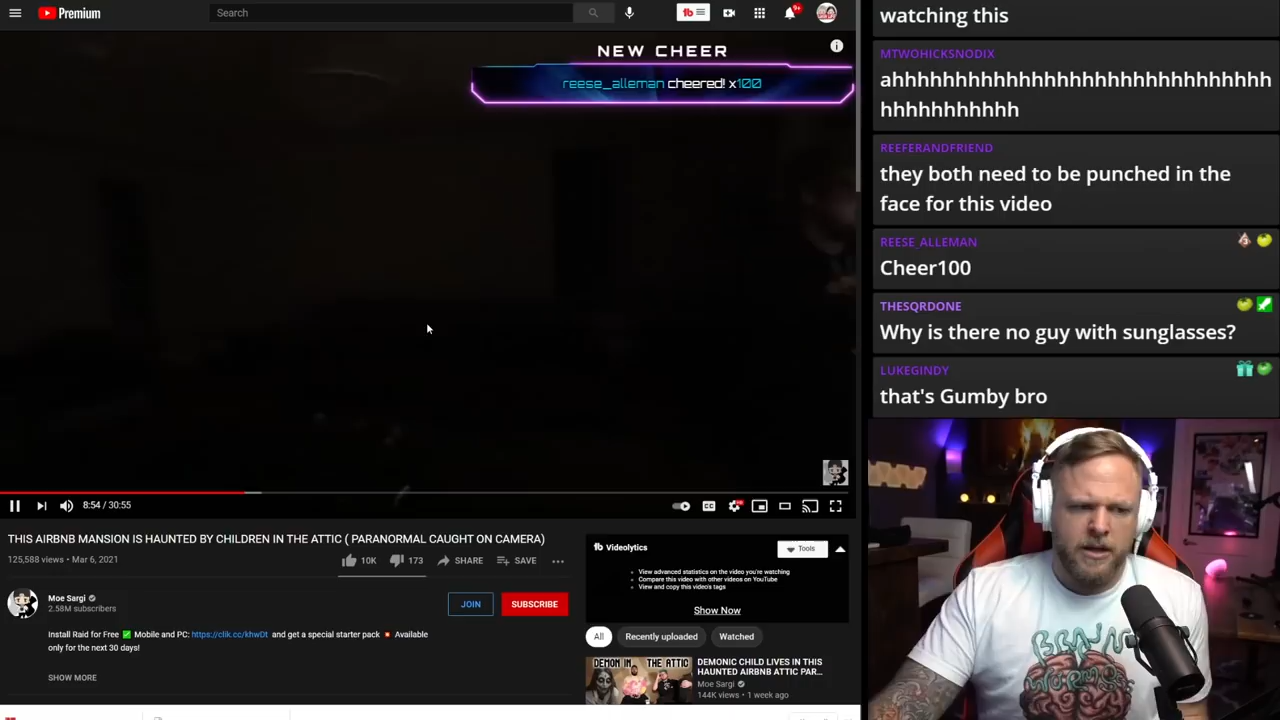 Premium
Search
9+
NEW CHEER
reese_alleman cheered! x100
8:54 / 30:55
THIS AIRBNB MANSION IS HAUNTED BY CHILDREN IN THE ATTIC ( PARANORMAL CAUGHT ON CAMERA)
125,588 views • Mar 6, 2021
10K
173
SHARE
SAVE
Moe Sargi
2.58M subscribers
JOIN
SUBSCRIBE
Install Raid for Free ✅ Mobile and PC: https://clik.cc/khwDt and get a special starter pack 💥 Available
only for the next 30 days!
SHOW MORE
Videolytics
Tools
• View advanced statistics on the video you're watching
• Compare this video with other videos on YouTube
• View and copy this video's tags
Show Now
All
Recently uploaded
Watched
DEMON IN THE ATTIC
DEMONIC CHILD LIVES IN THIS
HAUNTED AIRBNB ATTIC PAR...
Moe Sargi
144K views • 1 week ago
watching this
MTWOHICKSNODIX
ahhhhhhhhhhhhhhhhhhhhhhhhhhhhh
hhhhhhhhhhh
REEFERANDFRIEND
they both need to be punched in the
face for this video
REESE_ALLEMAN
Cheer100
THESQRDONE
Why is there no guy with sunglasses?
LUKEGINDY
that's Gumby bro